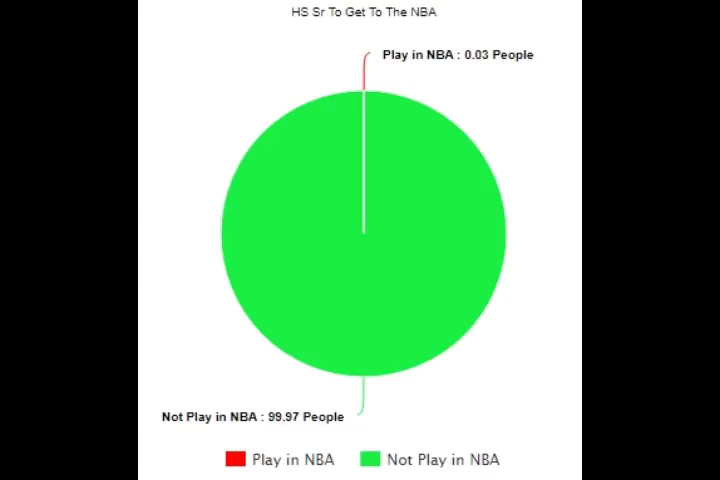 HS Sr To Get To The NBA
Play in NBA : 0.03 People
Not Play in NBA : 99.97 People
Play in NBA
Not Play in NBA